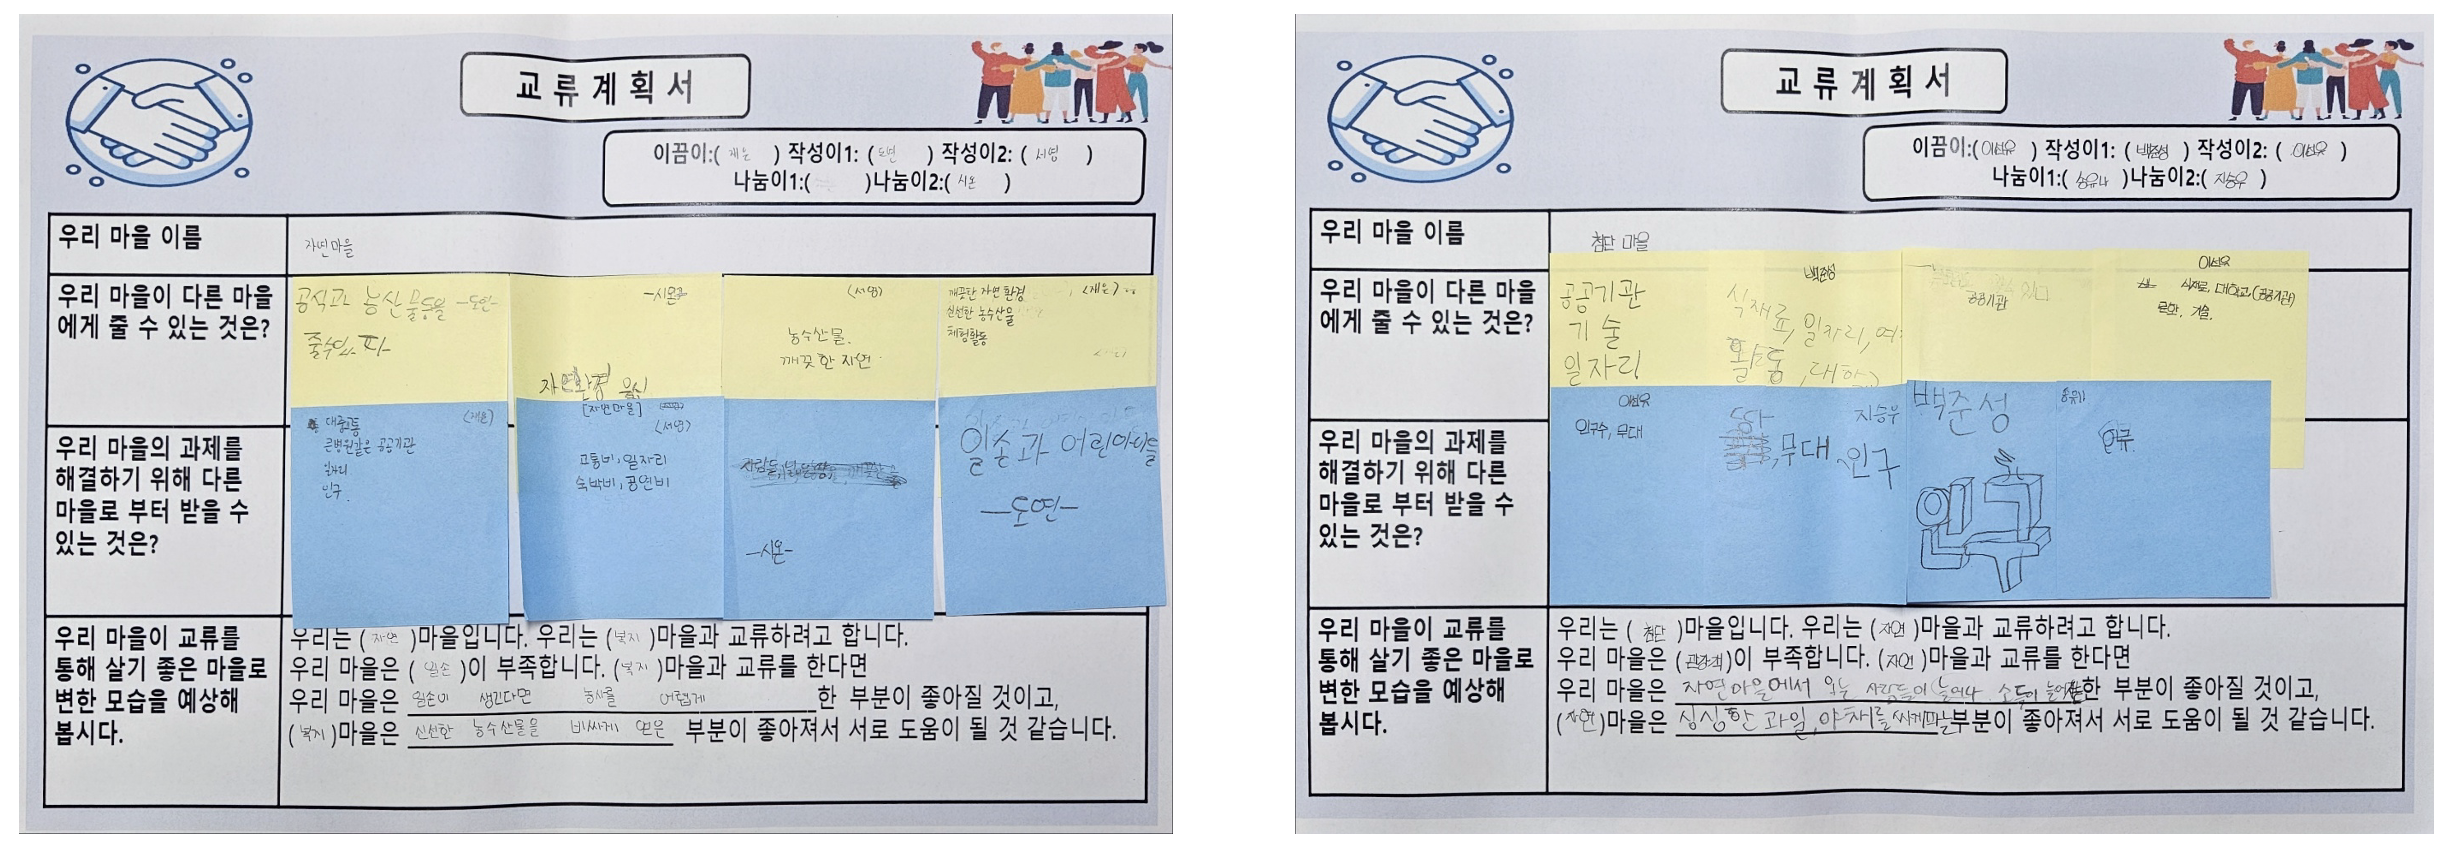 교류계획서
이끔이:( 재윤 ) 작성이1: ( 도연 ) 작성이2: ( 서영 )
나눔이1:( )나눔이2:( 시온 )
우리 마을 이름
자연마을
우리 마을이 다른 마을
에게 줄 수 있는 것은?
공식과 농산물등을 -도연-
줄수있다
-시온-
자연환경
(서영)
농수산물.
깨끗한 자연
깨끗한 자연환경 (재윤)
신선한 농수산물
체험활동
우리 마을의 과제를
해결하기 위해 다른
마을로 부터 받을 수
있는 것은?
(재윤)
대중교통
큰병원같은 공공기관
일자리
인구.
[자연마을]
(서영)
교통비, 일자리
숙박비, 공연비
-시온-
일손과 어린아이들
-도연-
우리 마을이 교류를
통해 살기 좋은 마을로
변한 모습을 예상해
봅시다.
우리는 ( 자연 )마을입니다. 우리는 ( 복지 )마을과 교류하려고 합니다.
우리 마을은 ( 일손 )이 부족합니다. ( 복지 )마을과 교류를 한다면
우리 마을은 일손이 생긴다면 농사를 어렵게 한 부분이 좋아질 것이고,
( 복지 )마을은 신선한 농수산물을 비싸게 얻은 부분이 좋아져서 서로 도움이 될 것 같습니다.
교류계획서
이끔이:( 이선유 ) 작성이1: ( 백준성 ) 작성이2: ( 이선유 )
나눔이1:( 송유나 )나눔이2:( 지승우 )
우리 마을 이름
첨단 마을
우리 마을이 다른 마을
에게 줄 수 있는 것은?
공공기관
기술
일자리
백준성
식재료, 일자리, 여
활동, 대학교
공공기관
이선유
식재료, 대학교, (공공기관)
문화, 기술.
우리 마을의 과제를
해결하기 위해 다른
마을로 부터 받을 수
있는 것은?
이선유
인구수, 무대
지승우
무대, 인구
백준성
송유나
인구.
우리 마을이 교류를
통해 살기 좋은 마을로
변한 모습을 예상해
봅시다.
우리는 ( 첨단 )마을입니다. 우리는 ( 자연 )마을과 교류하려고 합니다.
우리 마을은 ( 관광객 )이 부족합니다. ( 자연 )마을과 교류를 한다면
우리 마을은 자연마을에서 오는 사람들이 늘어나 소득이 한 부분이 좋아질 것이고,
( 자연 )마을은 싱싱한 과일, 야채를 싸게파는 부분이 좋아져서 서로 도움이 될 것 같습니다.